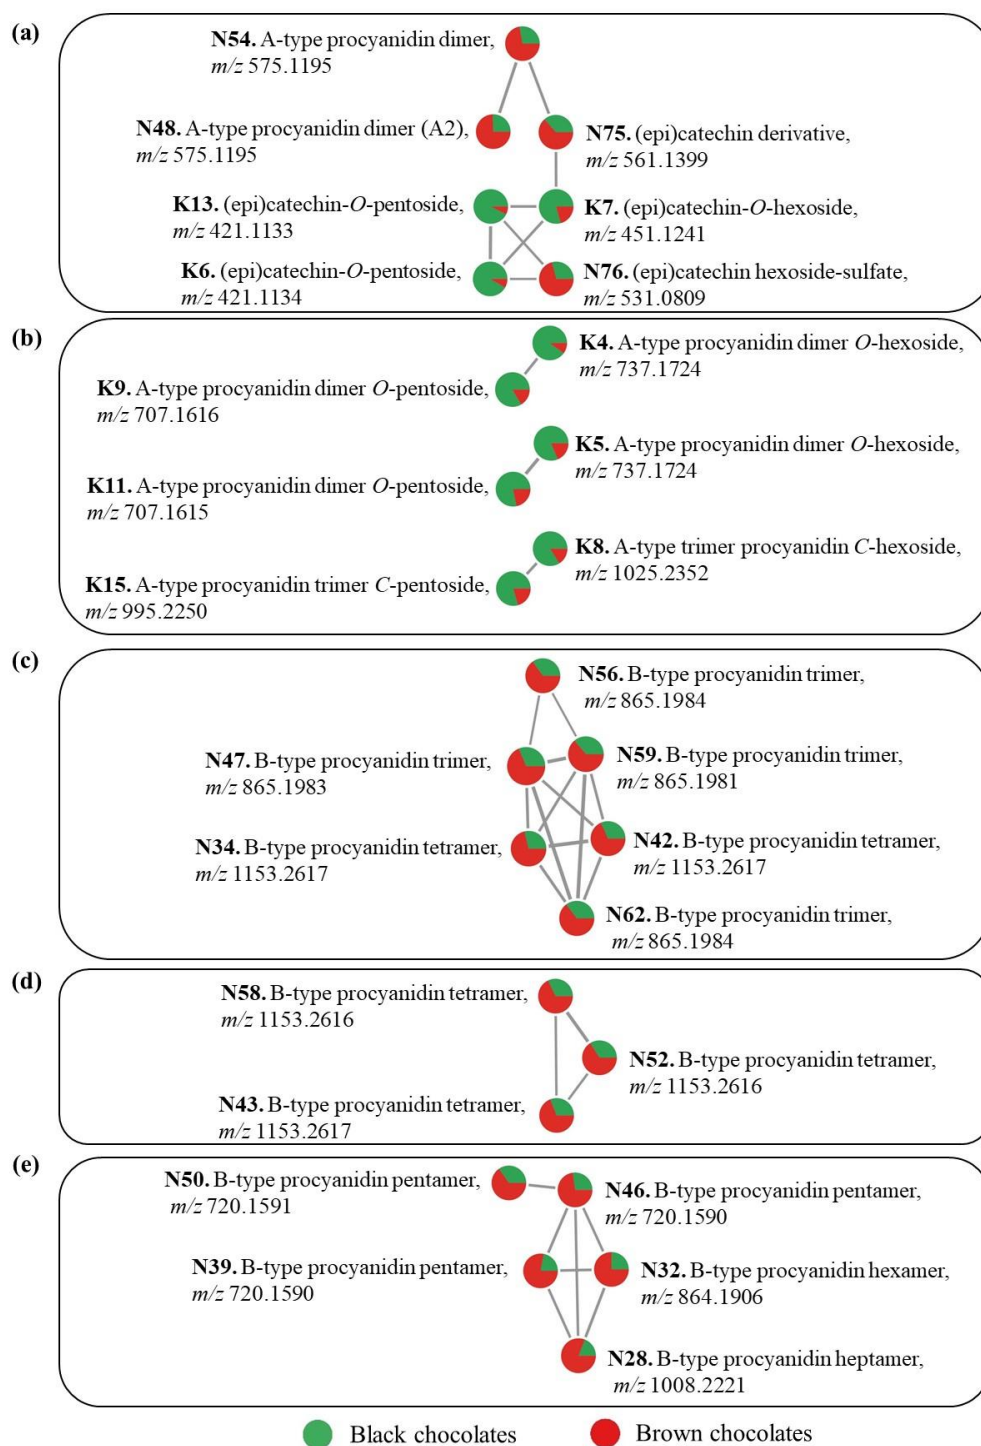 (a)
N54. A-type procyanidin dimer,
m/z 575.1195
N48. A-type procyanidin dimer (A2),
m/z 575.1195
N75. (epi)catechin derivative,
m/z 561.1399
K13. (epi)catechin-O-pentoside,
m/z 421.1133
K7. (epi)catechin-O-hexoside,
m/z 451.1241
K6. (epi)catechin-O-pentoside,
m/z 421.1134
N76. (epi)catechin hexoside-sulfate,
m/z 531.0809
(b)
K4. A-type procyanidin dimer O-hexoside,
m/z 737.1724
K9. A-type procyanidin dimer O-pentoside,
m/z 707.1616
K5. A-type procyanidin dimer O-hexoside,
m/z 737.1724
K11. A-type procyanidin dimer O-pentoside,
m/z 707.1615
K8. A-type trimer procyanidin C-hexoside,
m/z 1025.2352
K15. A-type procyanidin trimer C-pentoside,
m/z 995.2250
(c)
N56. B-type procyanidin trimer,
m/z 865.1984
N47. B-type procyanidin trimer,
m/z 865.1983
N59. B-type procyanidin trimer,
m/z 865.1981
N34. B-type procyanidin tetramer,
m/z 1153.2617
N42. B-type procyanidin tetramer,
m/z 1153.2617
N62. B-type procyanidin trimer,
m/z 865.1984
(d)
N58. B-type procyanidin tetramer,
m/z 1153.2616
N52. B-type procyanidin tetramer,
m/z 1153.2616
N43. B-type procyanidin tetramer,
m/z 1153.2617
(e)
N50. B-type procyanidin pentamer,
m/z 720.1591
N46. B-type procyanidin pentamer,
m/z 720.1590
N39. B-type procyanidin pentamer,
m/z 720.1590
N32. B-type procyanidin hexamer,
m/z 864.1906
N28. B-type procyanidin heptamer,
m/z 1008.2221
Black chocolates
Brown chocolates